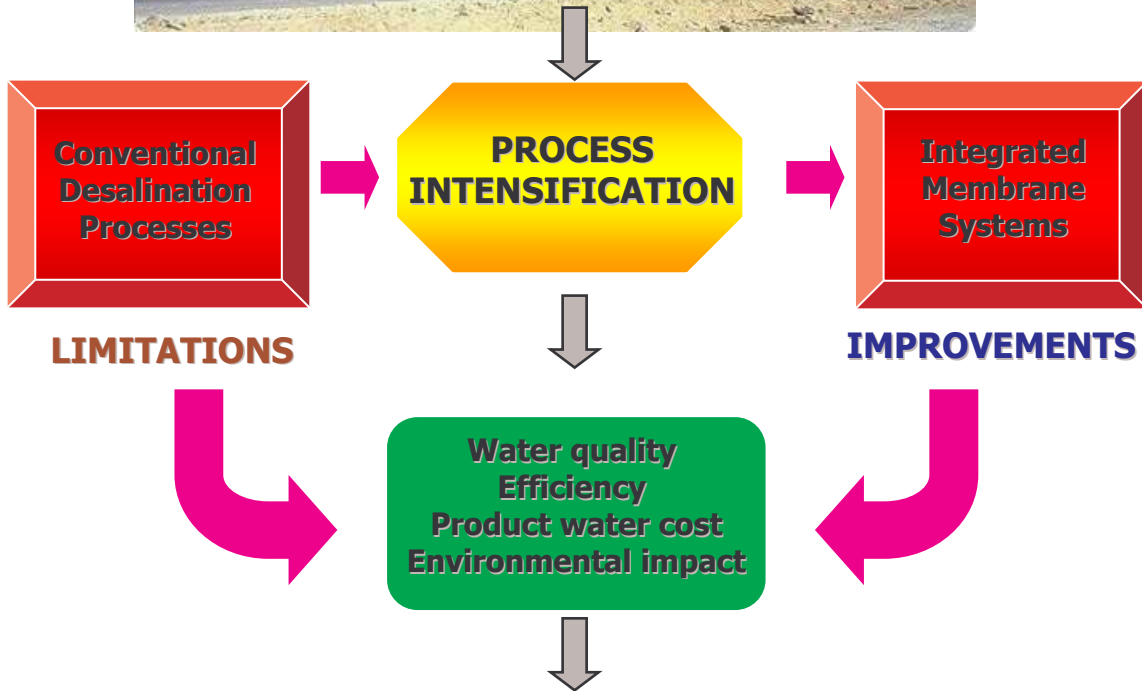 Conventional
Desalination
Processes
PROCESS
INTENSIFICATION
Integrated
Membrane
Systems
LIMITATIONS
IMPROVEMENTS
Water quality
Efficiency
Product water cost
Environmental impact